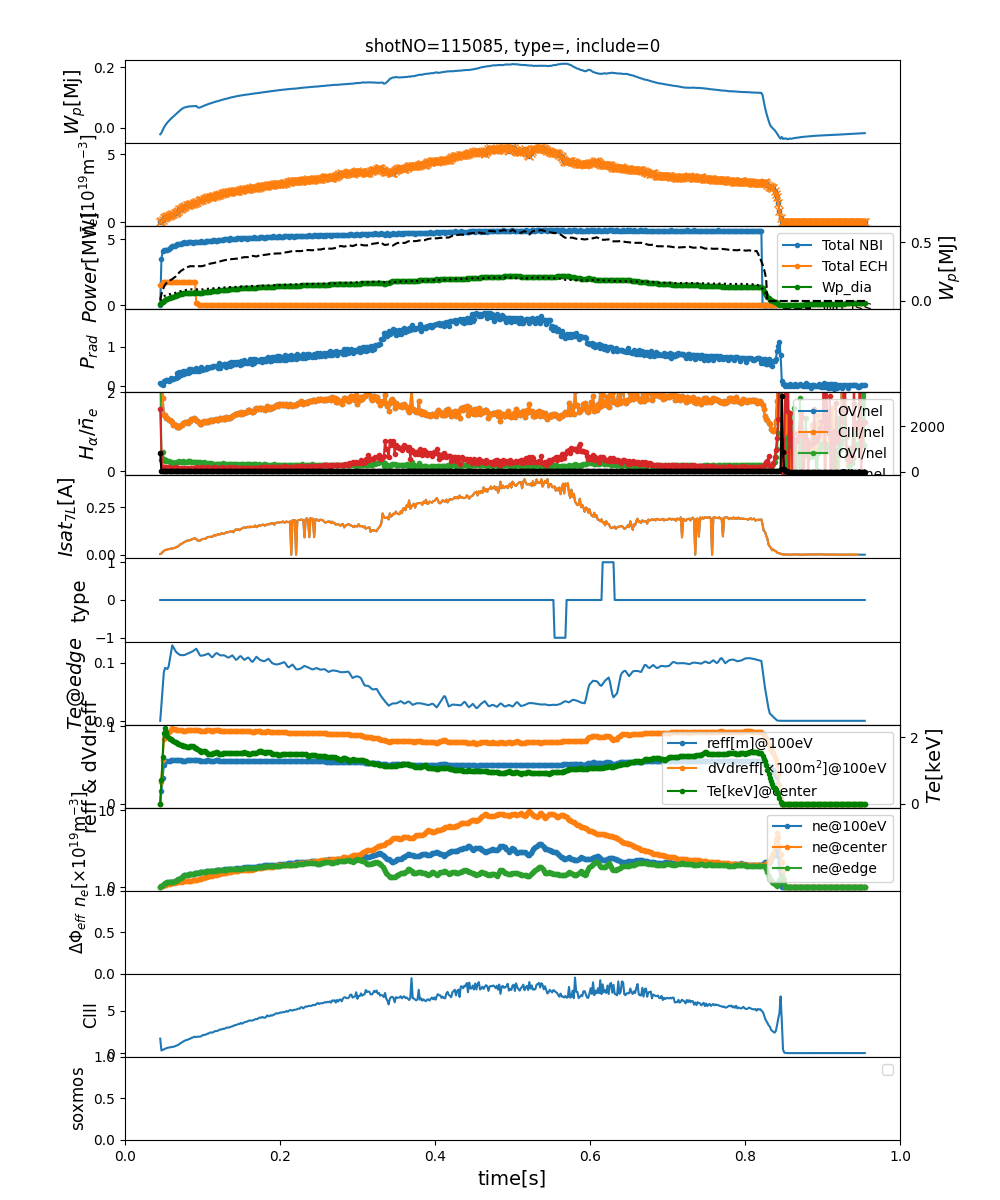 shotNO=115085, type=, include=0
W_p[MJ]
0.2
0.0
n̄_e[10^19 m^-3]
5
0
Power[MW]
5
0
Total NBI
Total ECH
Wp_dia
0.5
0.0
W_p[MJ]
P_rad
1
0
H_α/n̄_e
2
0
OV/nel
CIII/nel
OVI/nel
2000
0
Isat_7L[A]
0.25
0.00
type
1
0
−1
Te@edge
0.1
0.0
reff & dVdreff
1
0
reff[m]@100eV
dVdreff[×100m^2]@100eV
Te[keV]@center
2
0
Te[keV]
n_e[×10^19 m^-3]
10
0
ne@100eV
ne@center
ne@edge
ΔΦ_eff
1.0
0.5
0.0
CIII
5
0
soxmos
1.0
0.5
0.0
0.0 0.2 0.4 0.6 0.8 1.0
time[s]